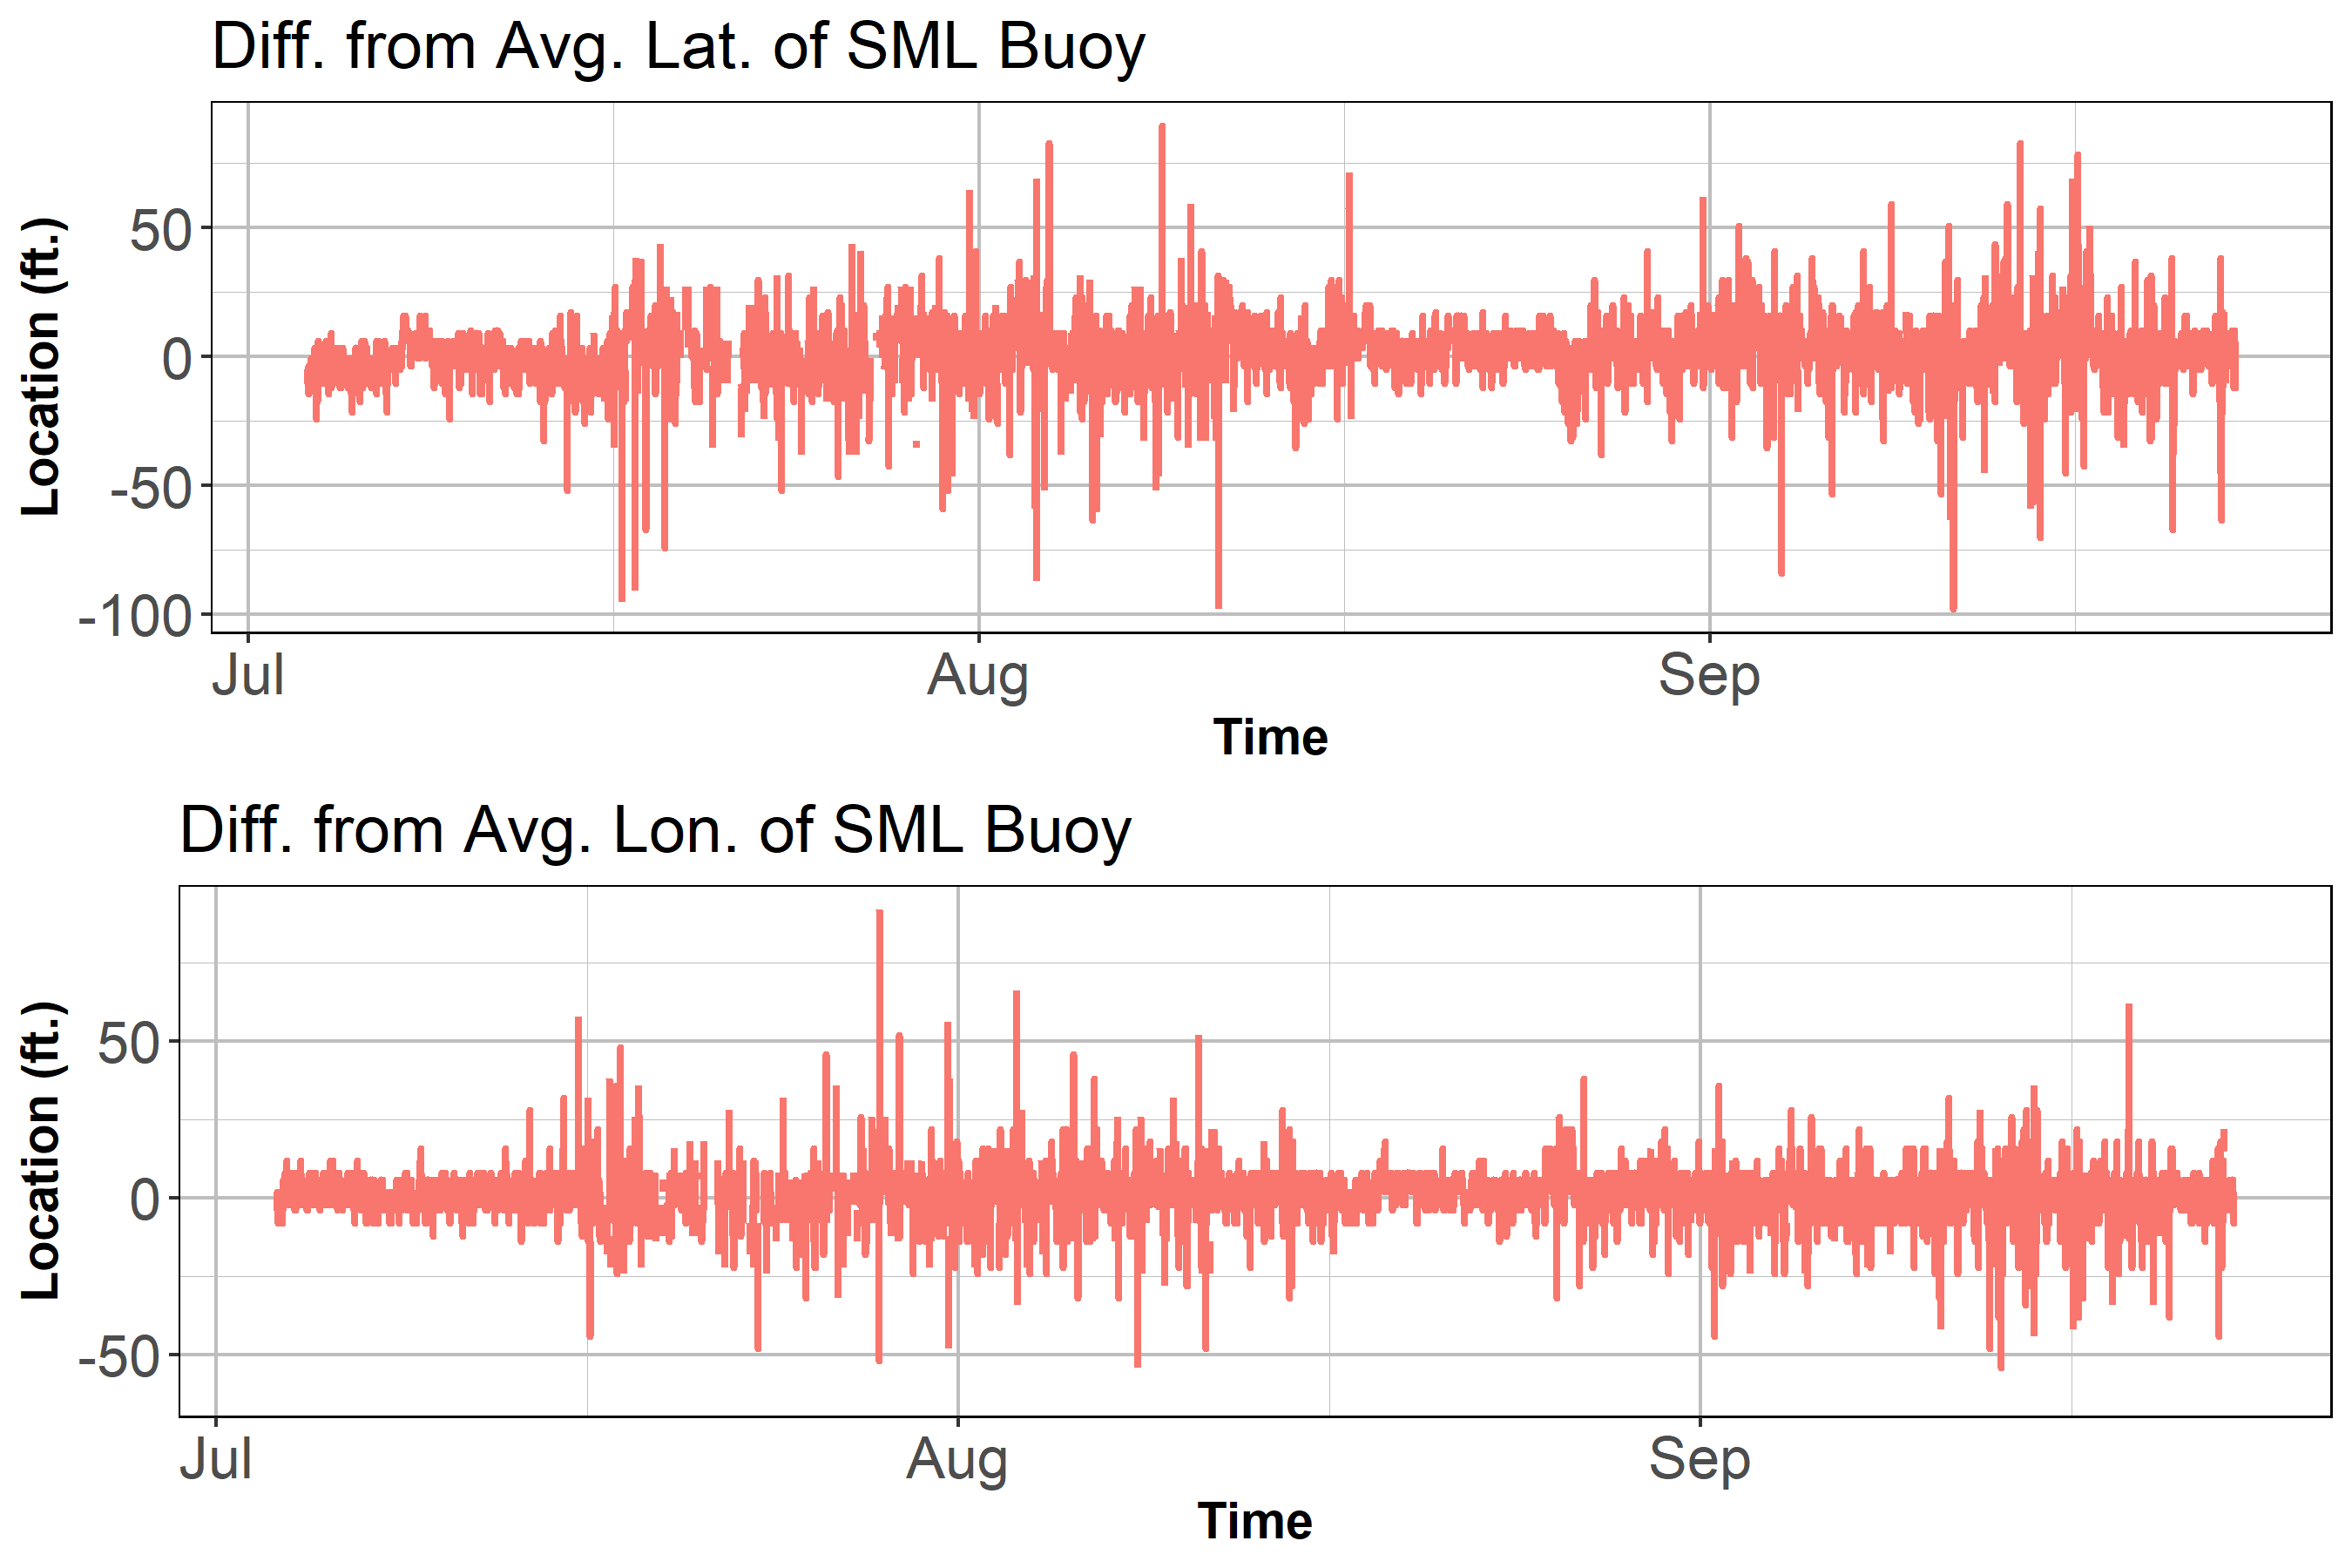 Diff. from Avg. Lat. of SML Buoy
Location (ft.)
50
0
-50
-100
Jul Aug Sep
Time
Diff. from Avg. Lon. of SML Buoy
Location (ft.)
50
0
-50
Jul Aug Sep
Time